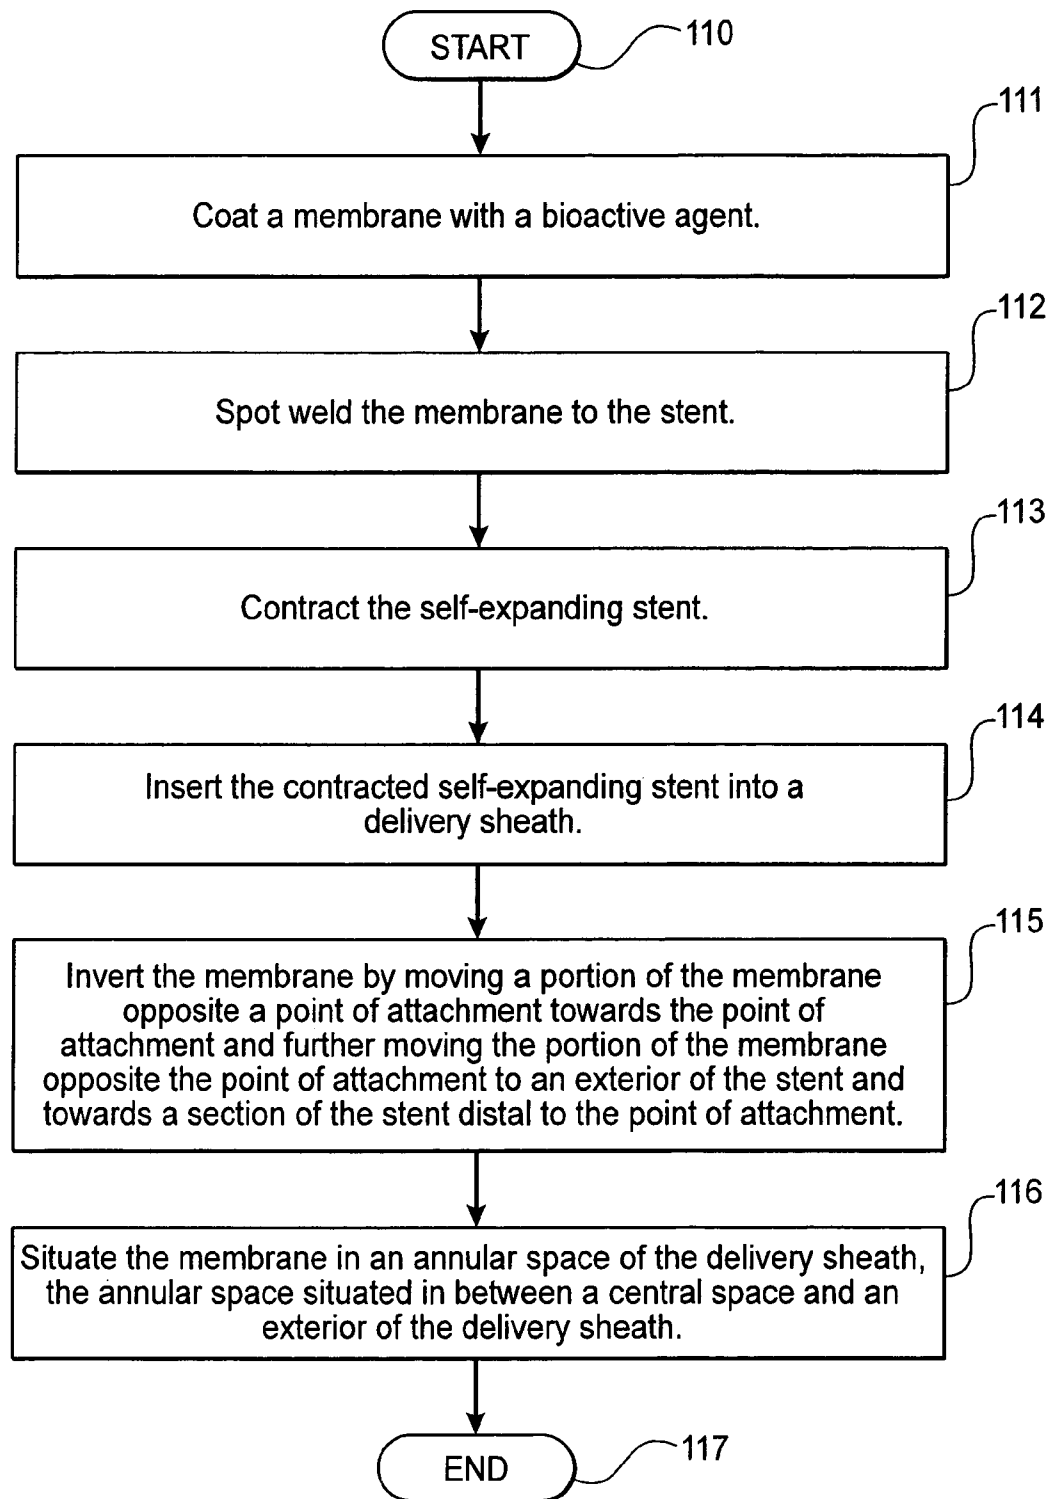 START
110
111
Coat a membrane with a bioactive agent.
112
Spot weld the membrane to the stent.
113
Contract the self-expanding stent.
114
Insert the contracted self-expanding stent into a
delivery sheath.
115
Invert the membrane by moving a portion of the membrane
opposite a point of attachment towards the point of
attachment and further moving the portion of the membrane
opposite the point of attachment to an exterior of the stent and
towards a section of the stent distal to the point of attachment.
116
Situate the membrane in an annular space of the delivery sheath,
the annular space situated in between a central space and an
exterior of the delivery sheath.
END
117